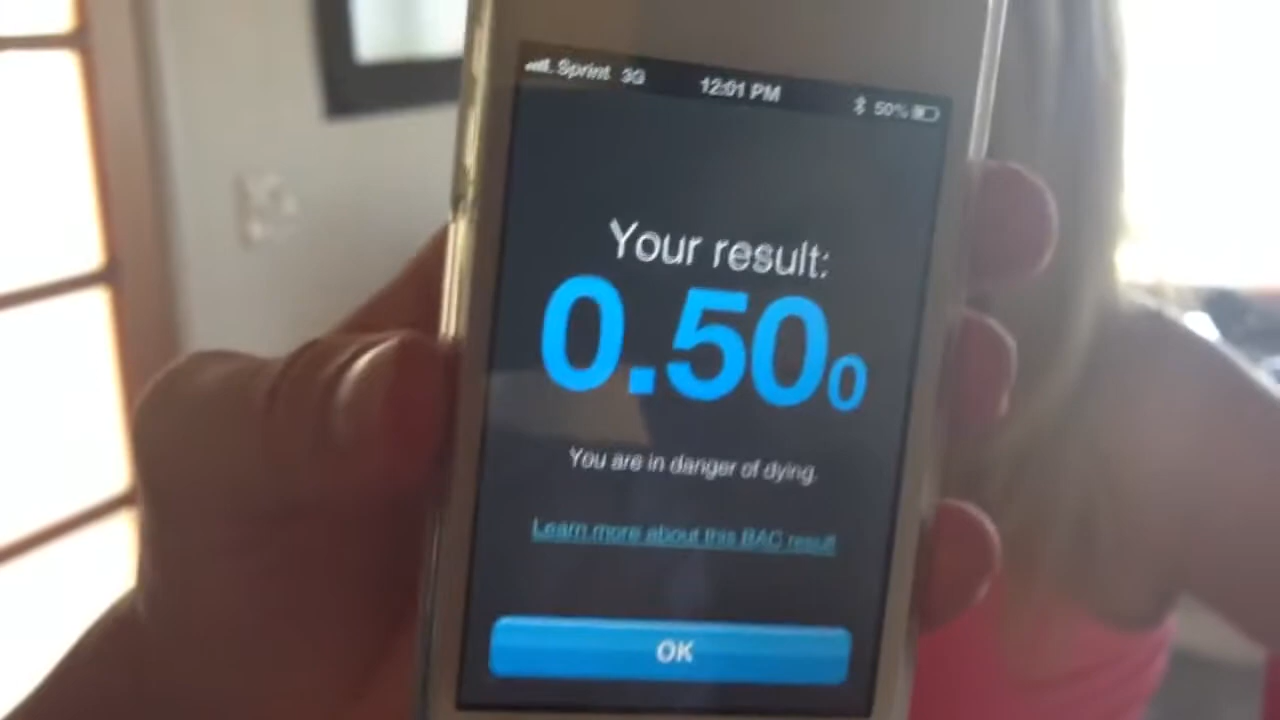 Sprint 3G 12:01 PM 50%
Your result:
0.500
You are in danger of dying.
Learn more about this BAC result
OK